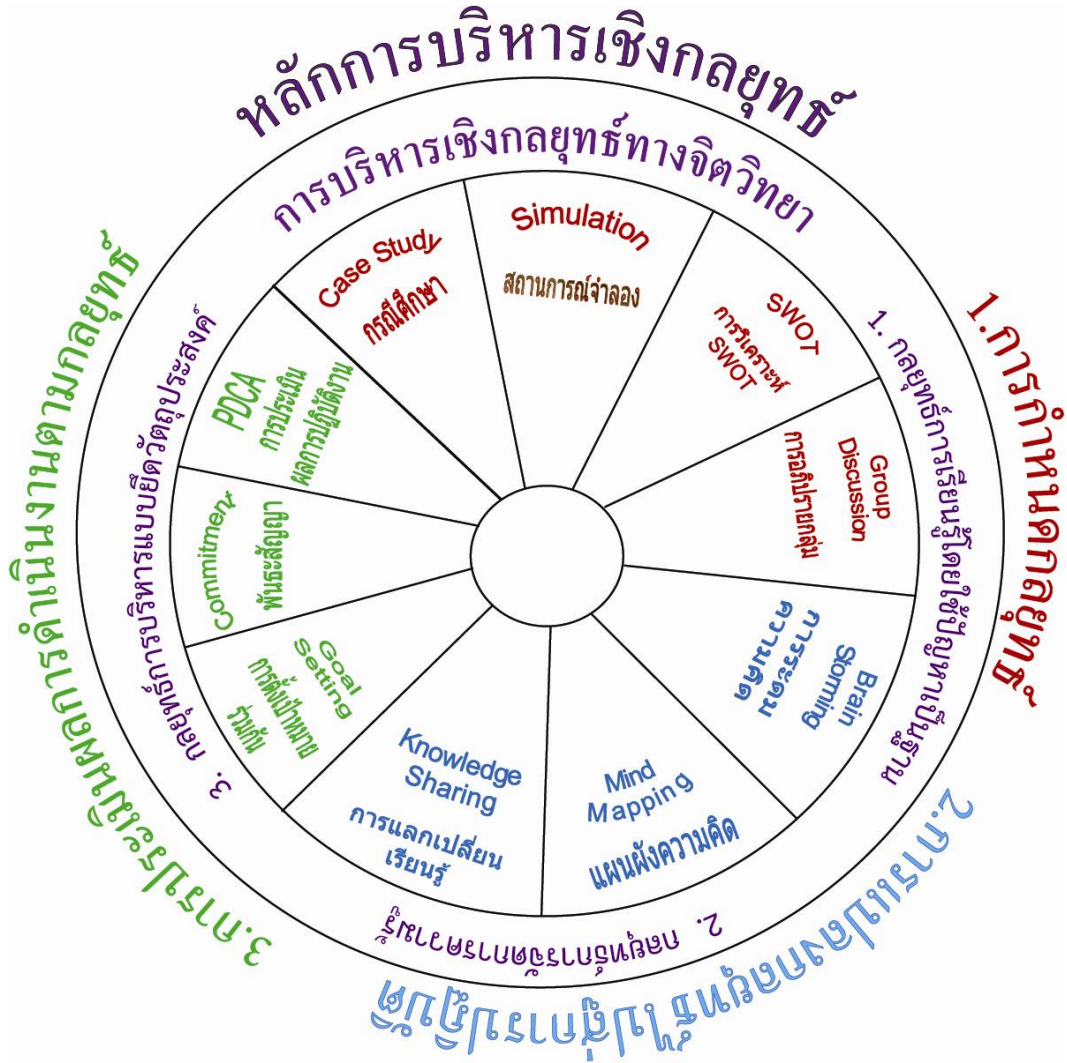 หลักการบริหารเชิงกลยุทธ์
การบริหารเชิงกลยุทธ์ทางจิตวิทยา
1.การกำหนดกลยุทธ์
1. กลยุทธ์การเรียนรู้โดยใช้ปัญหาเป็นฐาน
Case Study
กรณีศึกษา
Simulation
สถานการณ์จำลอง
SWOT
การวิเคราะห์
SWOT
Group
Discussion
การอภิปรายกลุ่ม
2.การแปลงกลยุทธ์ไปสู่การปฏิบัติ
2. กลยุทธ์การจัดการความรู้
Brain
Storming
การระดม
ความคิด
Mind
Mapping
แผนผังความคิด
Knowledge
Sharing
การแลกเปลี่ยน
เรียนรู้
3.การประเมินผลการดำเนินงานตามกลยุทธ์
3. กลยุทธ์การบริหารแบบยึดวัตถุประสงค์
Goal
Setting
การตั้งเป้าหมาย
ร่วมกัน
Commitment
พันธะสัญญา
PDCA
การประเมิน
ผลการปฏิบัติงาน